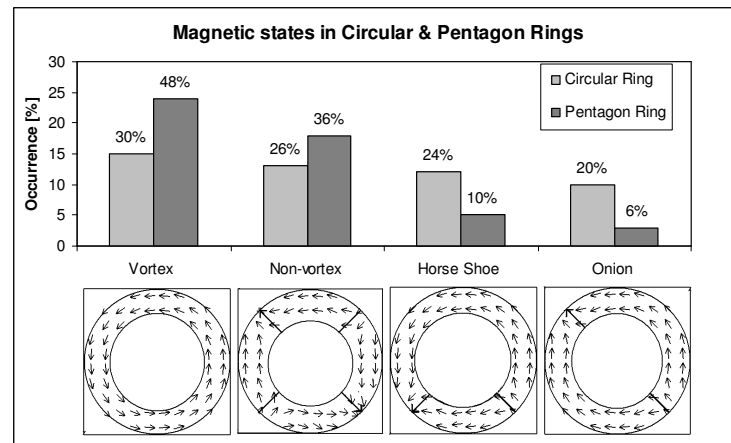 Magnetic states in Circular & Pentagon Rings
Occurrence [%]
30
25
20
15
10
5
0
30%
48%
26%
36%
24%
10%
20%
6%
Circular Ring
Pentagon Ring
Vortex
Non-vortex
Horse Shoe
Onion